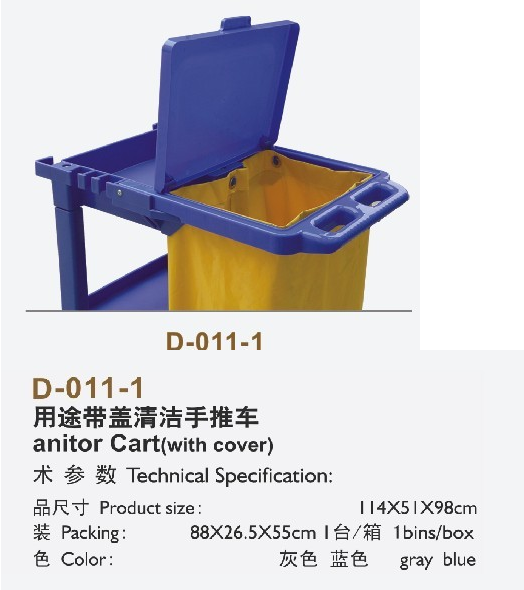 D-011-1
D-011-1
用途带盖清洁手推车
anitor Cart(with cover)
术 参 数 Technical Specification:
品尺寸 Product size: 114X51X98cm
装 Packing: 88X26.5X55cm 1台/箱 1bins/box
色 Color: 灰色 蓝色 gray blue